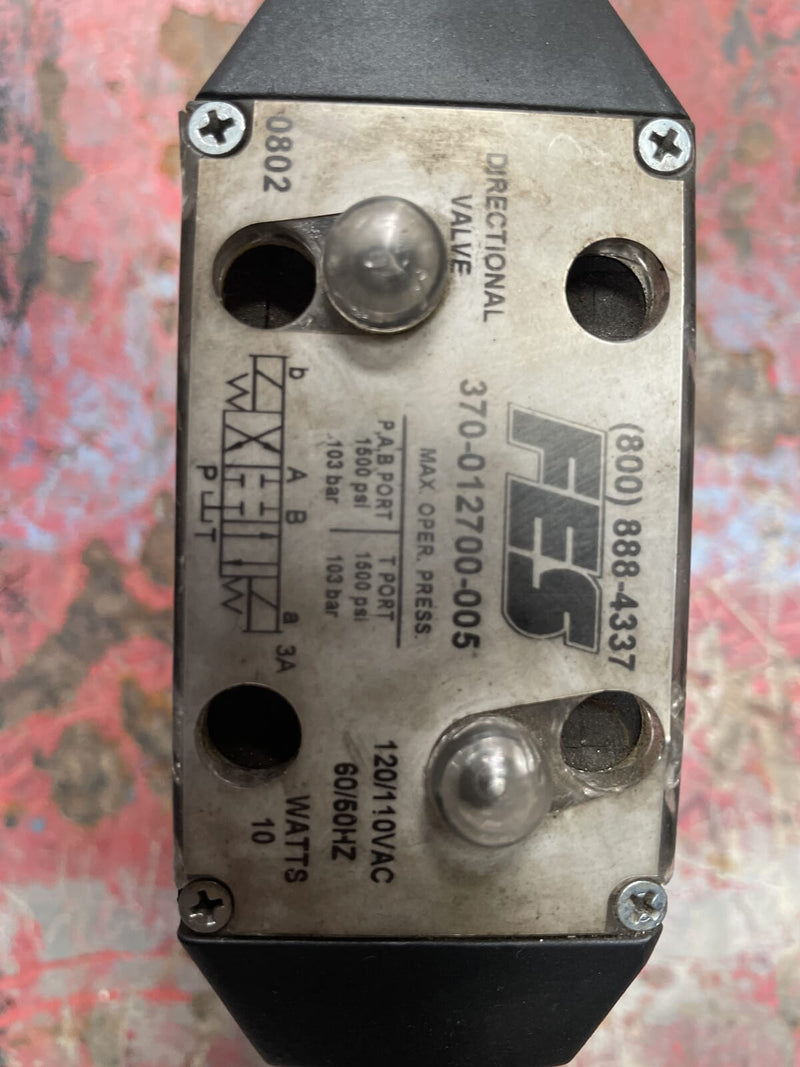 (800) 888-4337
FES
DIRECTIONAL
VALVE
370-012700-005
120/110VAC
60/50HZ
WATTS
10
MAX. OPER. PRESS.
P,A,B PORT T PORT
1500 psi 1500 psi
103 bar 103 bar
0802
b A B a 3A
P T